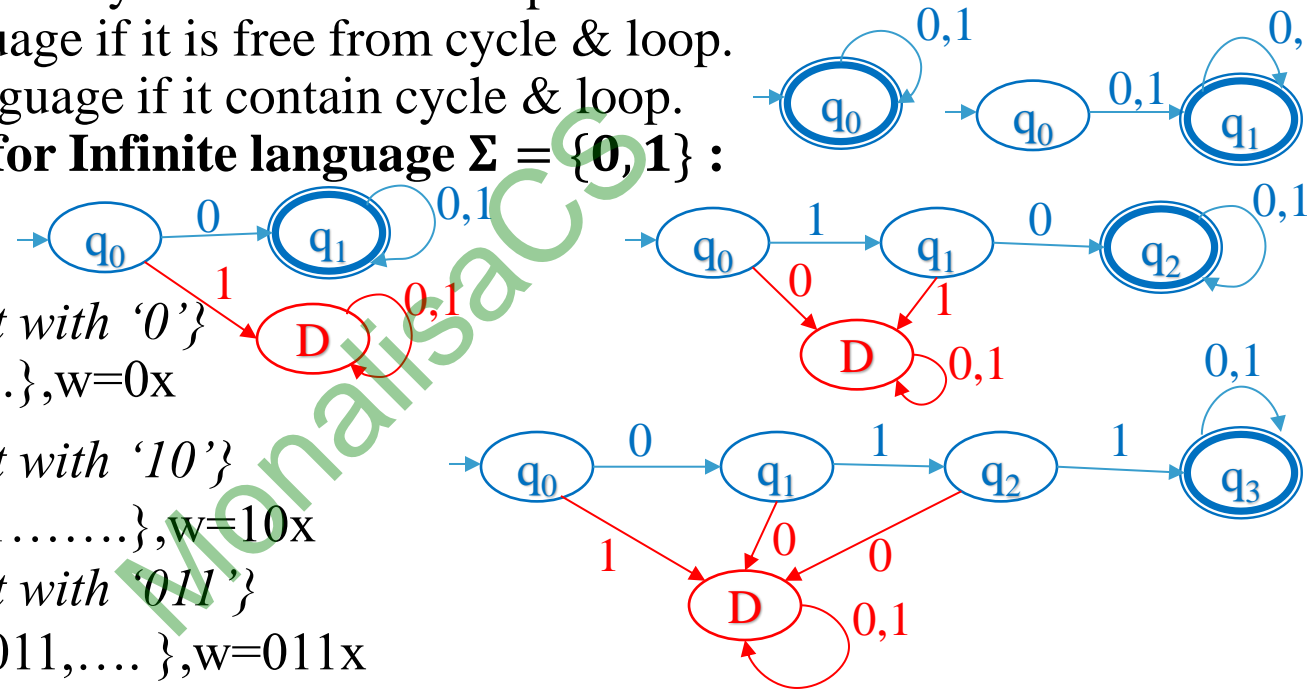 uage if it is free from cycle & loop.
guage if it contain cycle & loop.
for Infinite language Σ = {0, 1} :
0,1
q0
q0 0,1 q1 0,
q0 0 q1 0,1
1 D 0,1
q0 1 q1 0 q2 0,1
0 1 D 0,1
t with ‘0’}
.},w=0x
t with ‘10’}
…….},w=10x
t with ‘011’}
011,…. },w=011x
q0 0 q1 1 q2 1 q3 0,1
1 0 0 D 0,1
MonalisaCS